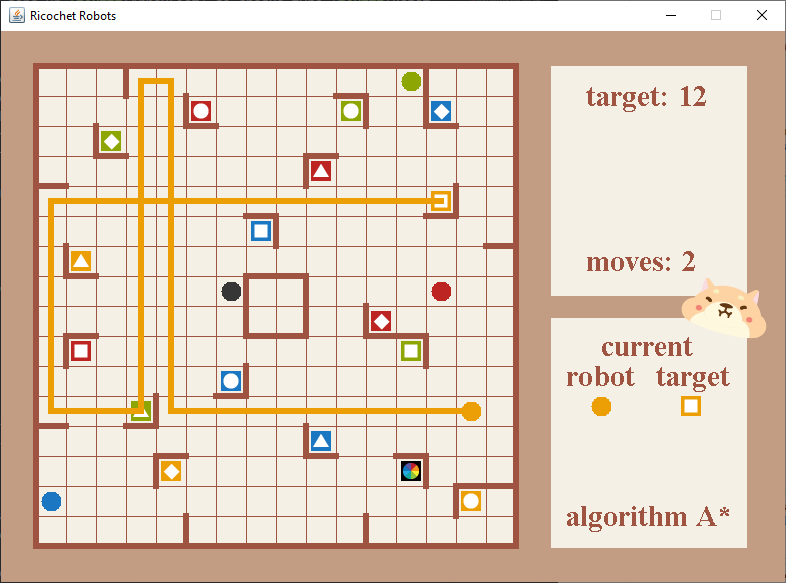 Ricochet Robots
target: 12
moves: 2
current
robot target
algorithm A*